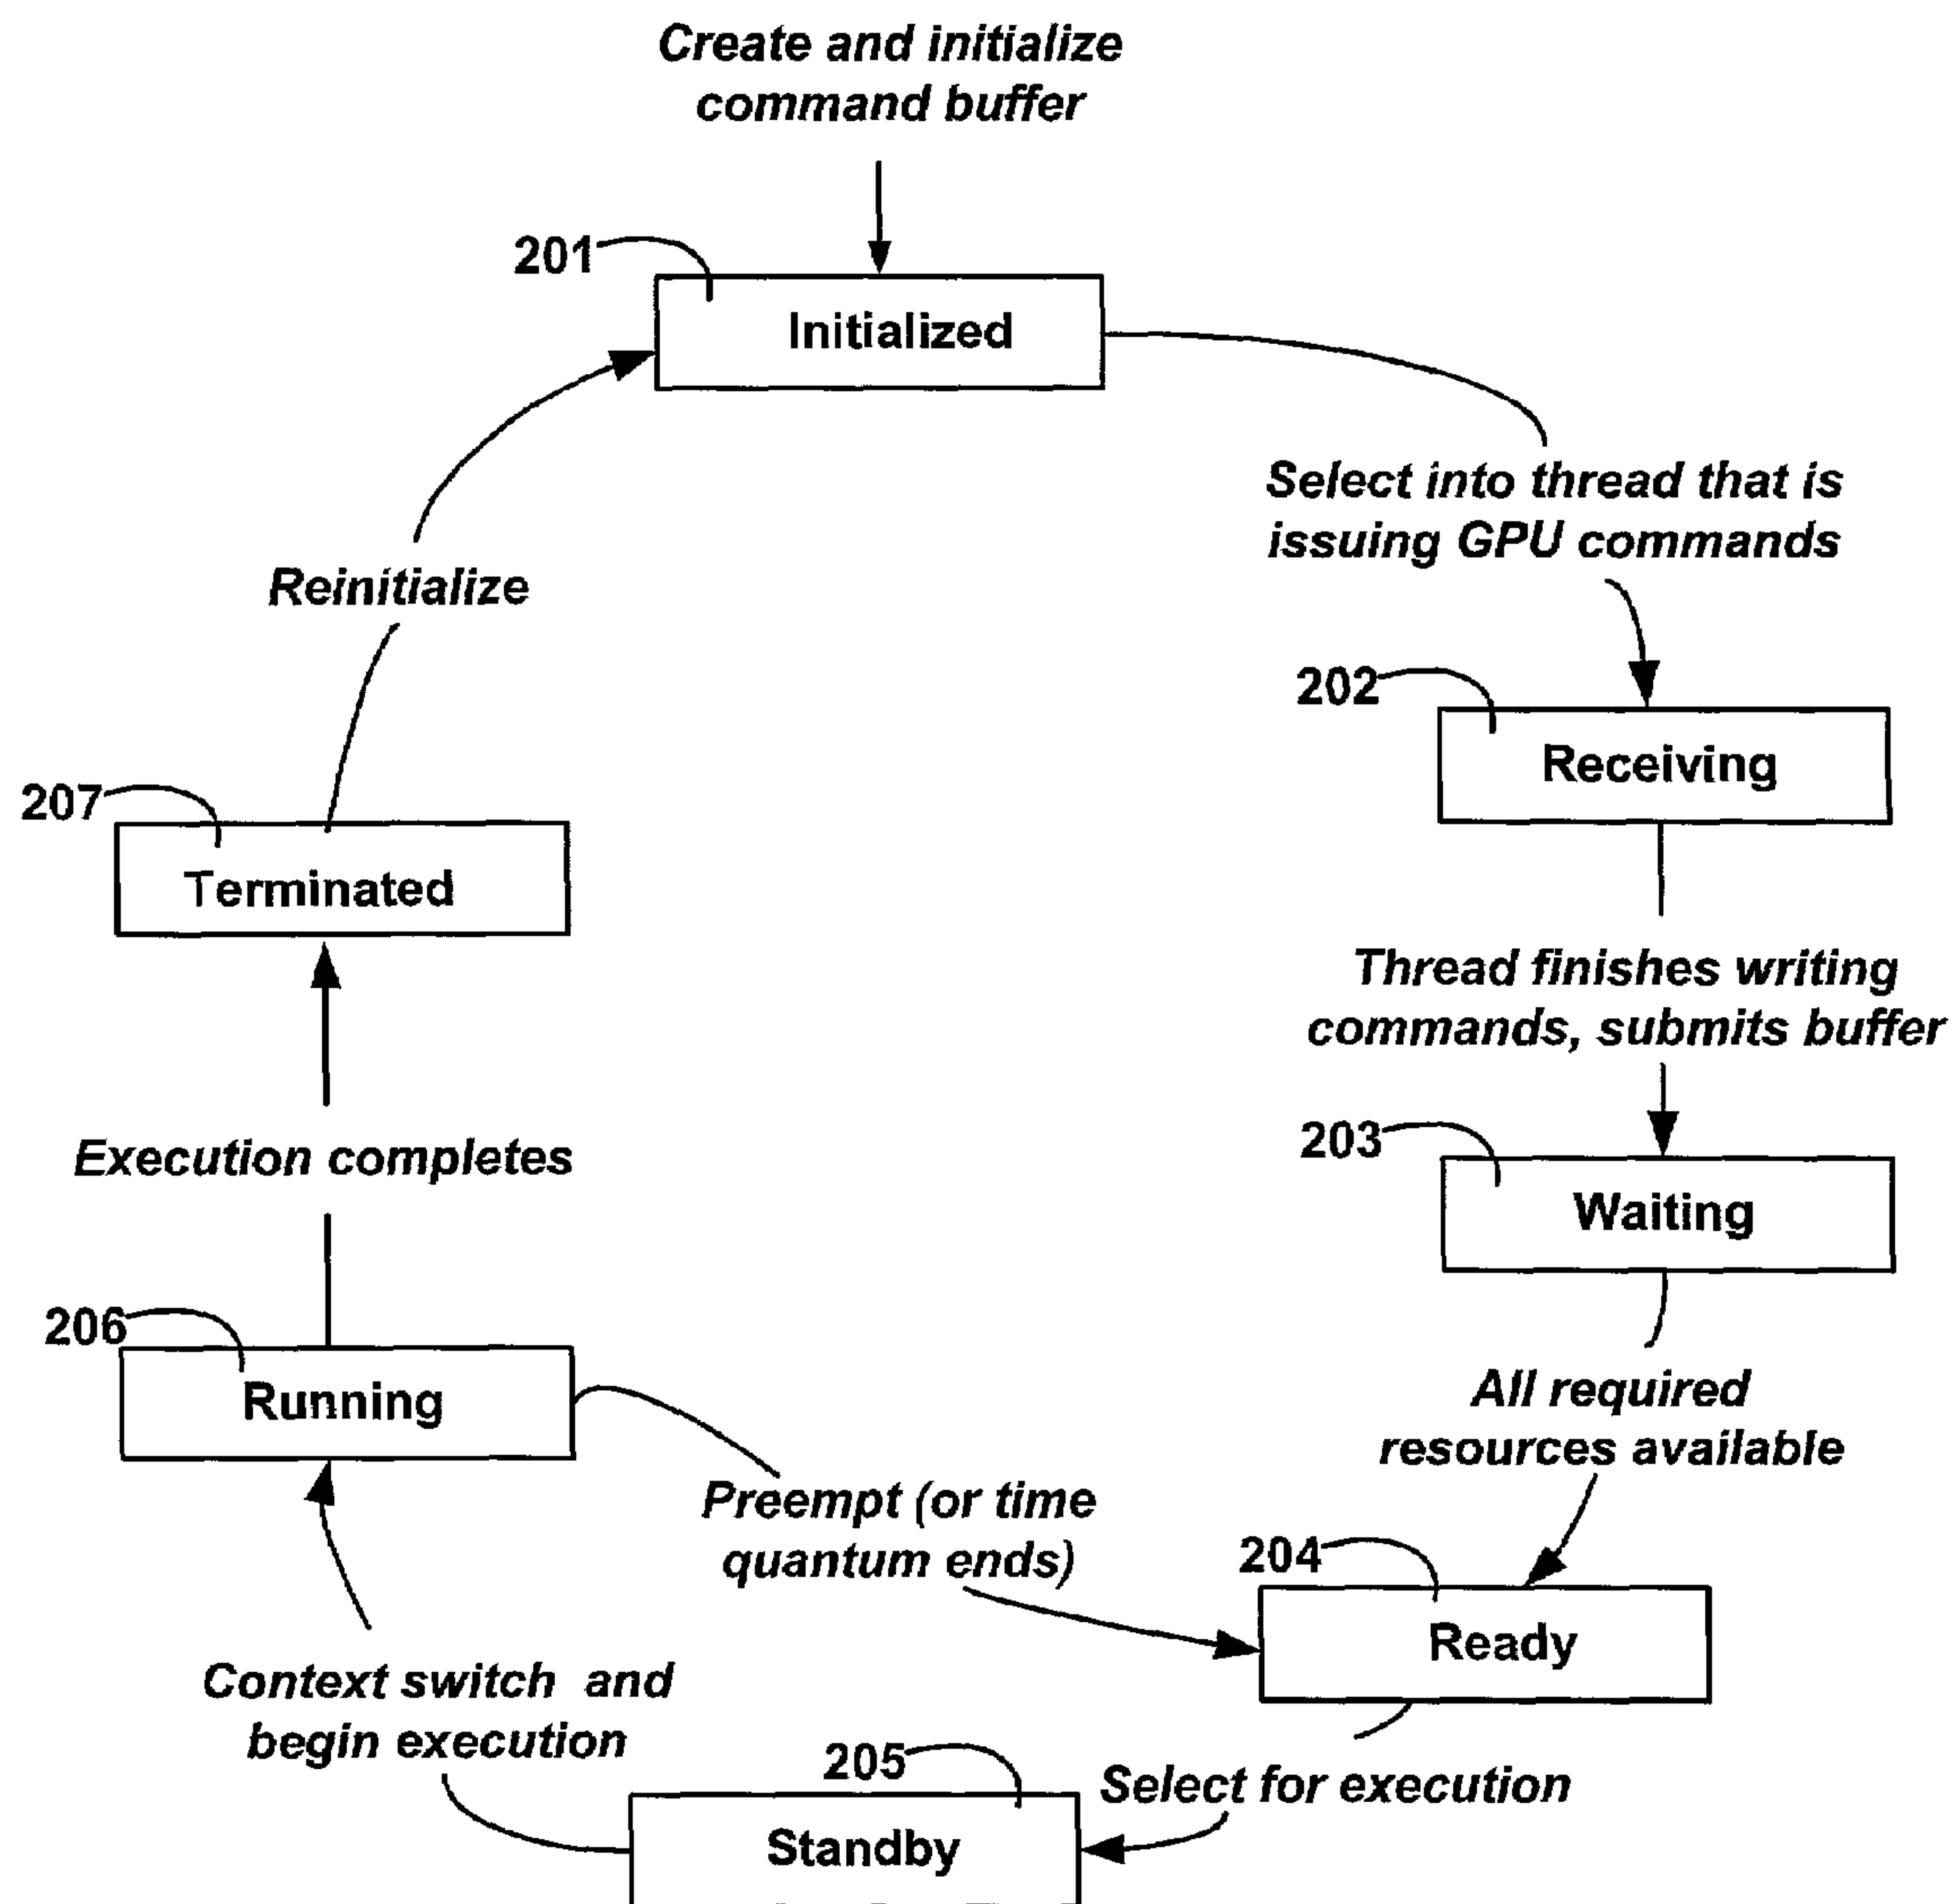 Create and initialize
command buffer
201
Initialized
Select into thread that is
issuing GPU commands
Reinitialize
202
Receiving
207
Terminated
Thread finishes writing
commands, submits buffer
203
Waiting
Execution completes
206
Running
All required
resources available
Preempt (or time
quantum ends)
204
Ready
Context switch and
begin execution
205
Select for execution
Standby